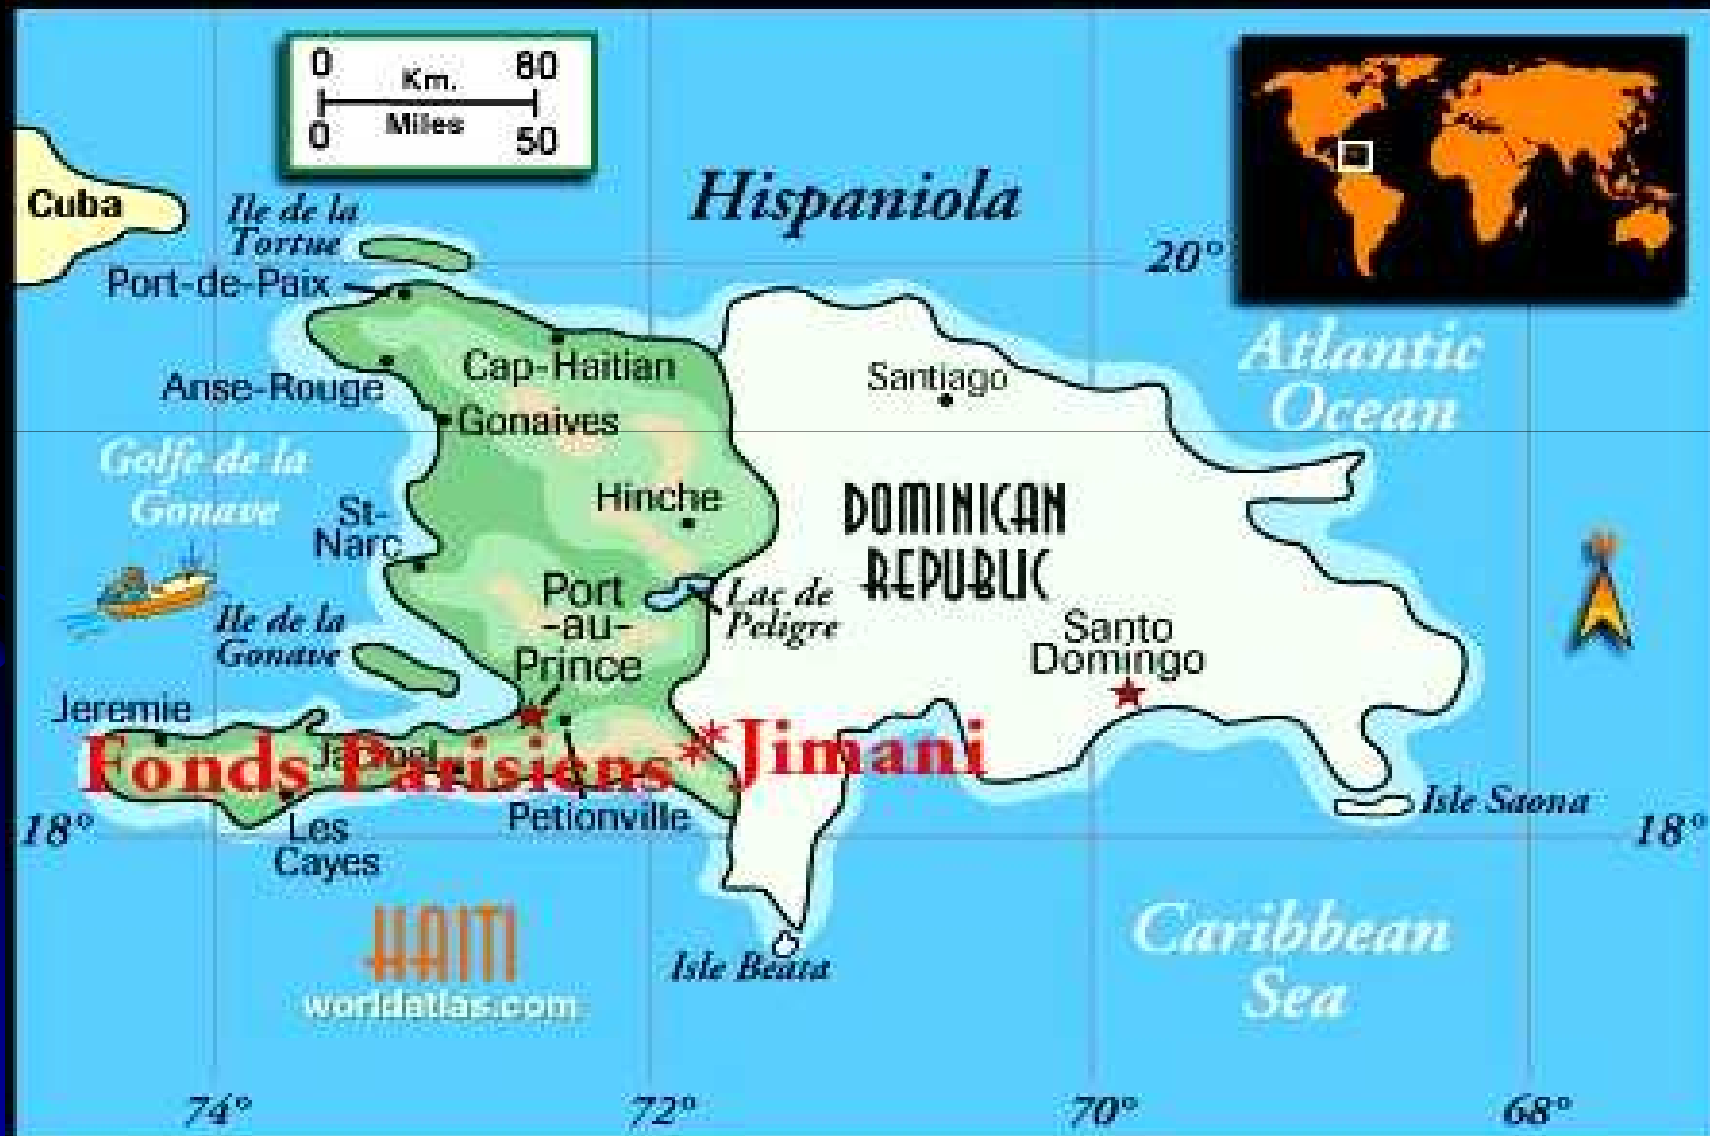 0 80
Km.
Miles
0 50
Hispaniola
Cuba
Ile de la
Tortue
20°
Port-de-Paix
Atlantic
Ocean
Cap-Haitian
Santiago
Anse-Rouge
Gonaives
Golfe de la
Gonave
Hinche
St-
Narc
DOMINICAN
REPUBLIC
Port
-au-
Prince
Lac de
Peligre
Ile de la
Gonave
Santo
Domingo
Jeremie
Fonds Parisiens**Jimani
Petionville
Isle Saona
18° 18°
Les
Cayes
HAITI
worldatlas.com
Isle Beata
Caribbean
Sea
74° 72° 70° 68°